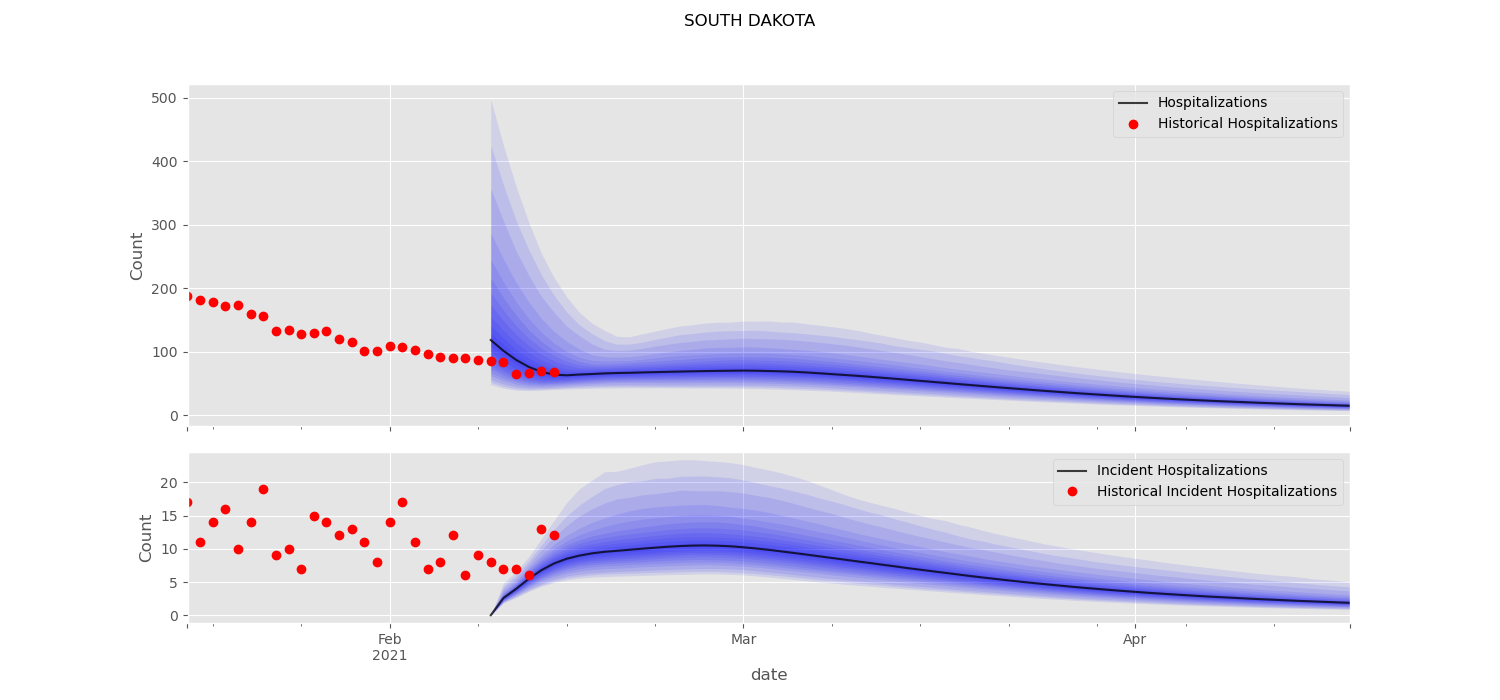 SOUTH DAKOTA
500
400
300
200
100
0
Count
Hospitalizations
Historical Hospitalizations
20
15
10
5
0
Count
Incident Hospitalizations
Historical Incident Hospitalizations
Feb
2021
Mar
Apr
date